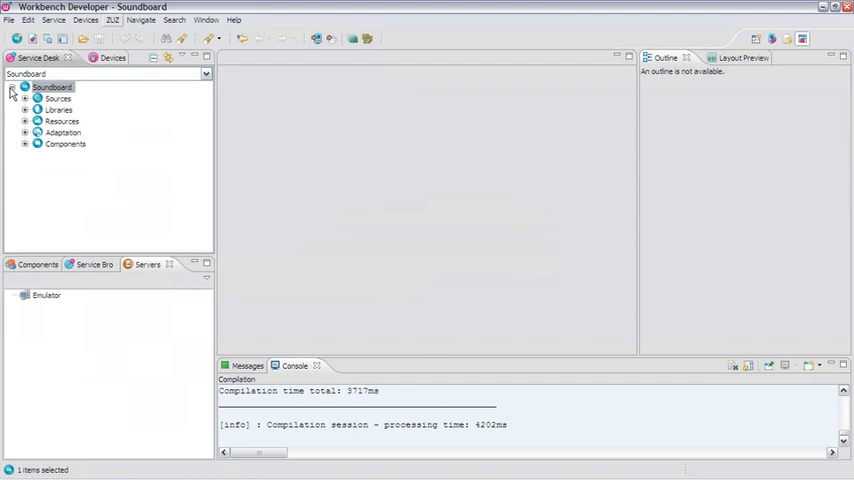 Workbench Developer - Soundboard
File Edit Service Devices ZUZ Navigate Search Window Help
Service Desk Devices
Outline Layout Preview
Soundboard
An outline is not available.
Soundboard
Sources
Libraries
Resources
Adaptation
Components
Components Service Bro Servers
Emulator
Messages Console
Compilation
Compilation time total: 3717ms
[info] : Compilation session - processing time: 4202ms
1 items selected